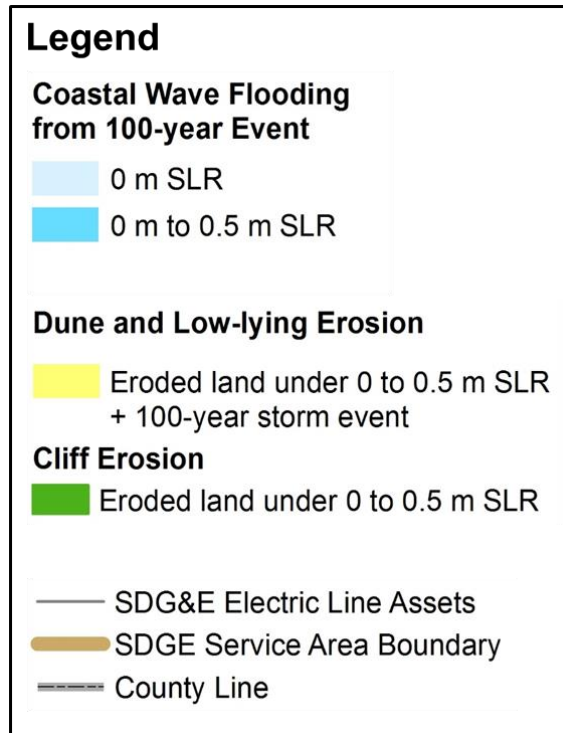 Legend
Coastal Wave Flooding
from 100-year Event
0 m SLR
0 m to 0.5 m SLR
Dune and Low-lying Erosion
Eroded land under 0 to 0.5 m SLR
+ 100-year storm event
Cliff Erosion
Eroded land under 0 to 0.5 m SLR
SDG&E Electric Line Assets
SDGE Service Area Boundary
County Line